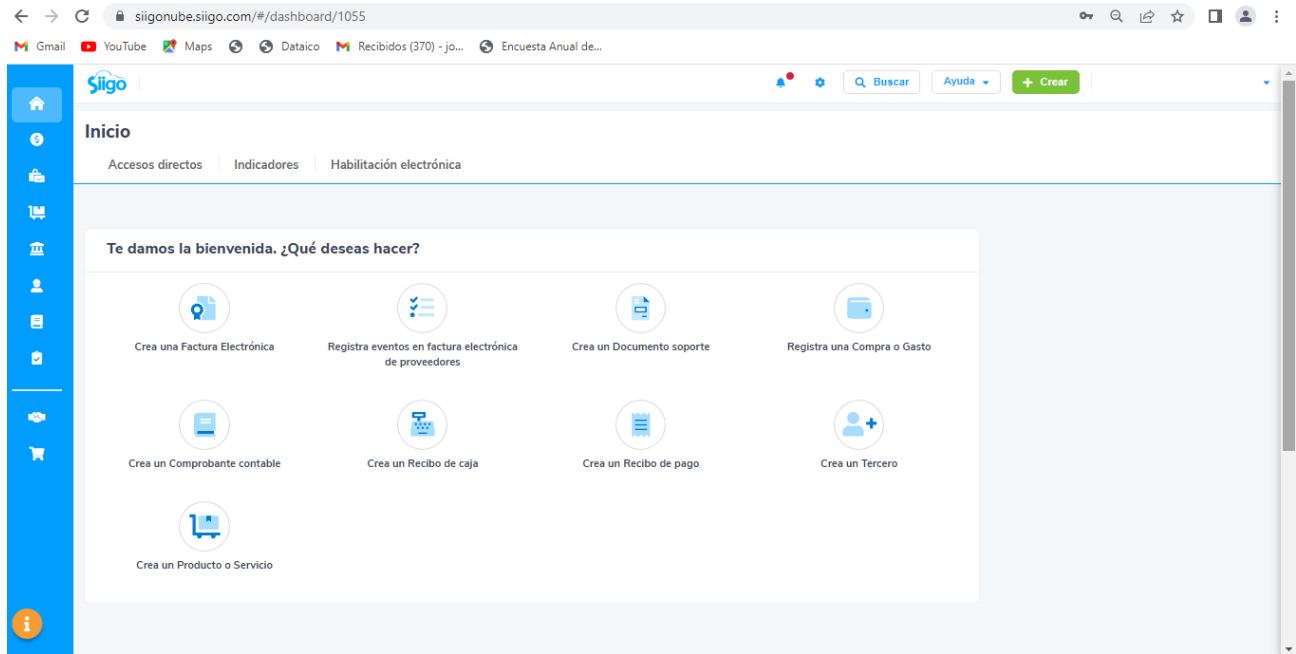 siigonube.siigo.com/#/dashboard/1055
Gmail YouTube Maps Dataico Recibidos (370) - jo... Encuesta Anual de...
Siigo Buscar Ayuda + Crear
Inicio
Accesos directos Indicadores Habilitación electrónica
Te damos la bienvenida. ¿Qué deseas hacer?
Crea una Factura Electrónica
Registra eventos en factura electrónica
de proveedores
Crea un Documento soporte
Registra una Compra o Gasto
Crea un Comprobante contable
Crea un Recibo de caja
Crea un Recibo de pago
Crea un Tercero
Crea un Producto o Servicio